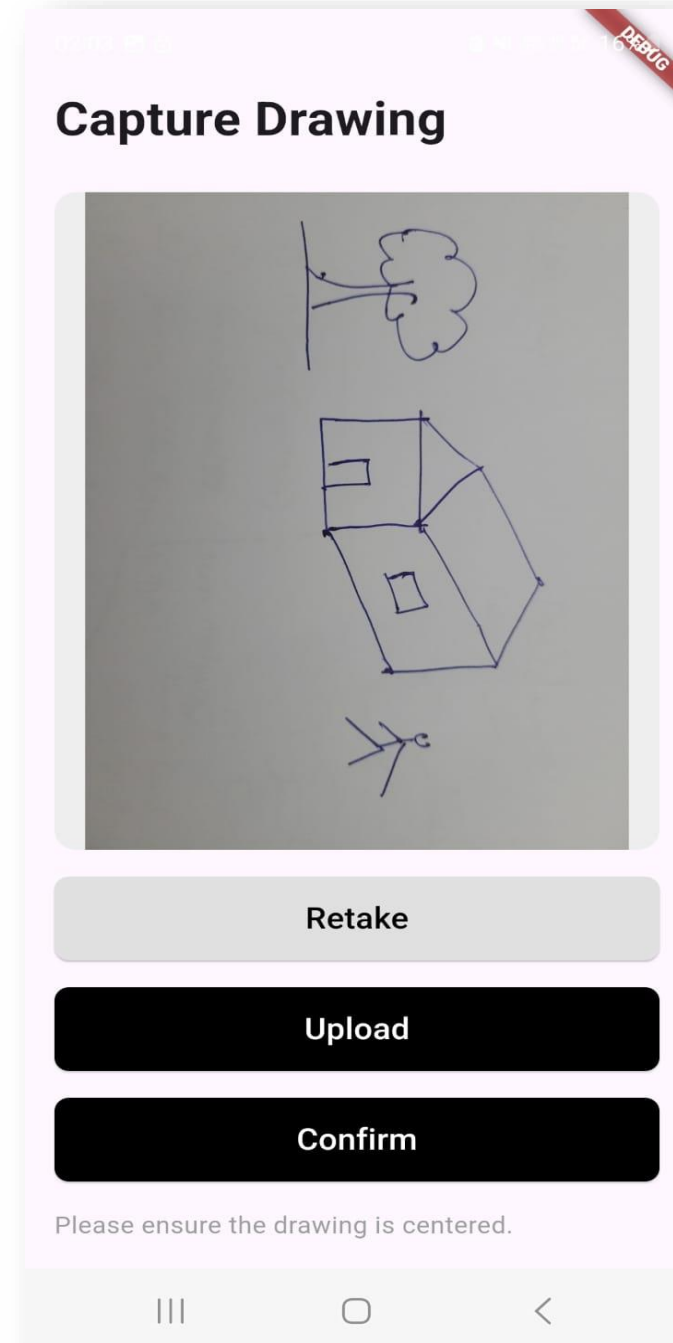 DEBUG
Capture Drawing
Retake
Upload
Confirm
Please ensure the drawing is centered.